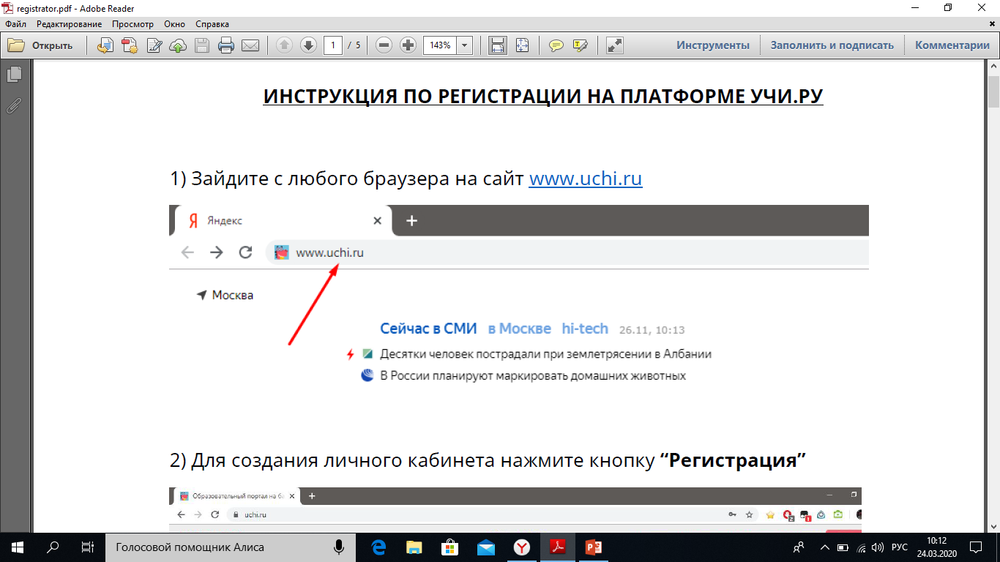 registrator.pdf - Adobe Reader
Файл Редактирование Просмотр Окно Справка
Открыть 1 / 5 143% Инструменты Заполнить и подписать Комментарии
ИНСТРУКЦИЯ ПО РЕГИСТРАЦИИ НА ПЛАТФОРМЕ УЧИ.РУ
1) Зайдите с любого браузера на сайт www.uchi.ru
Я Яндекс
www.uchi.ru
Москва
Сейчас в СМИ в Москве hi-tech 26.11, 10:13
Десятки человек пострадали при землетрясении в Албании
В России планируют маркировать домашних животных
2) Для создания личного кабинета нажмите кнопку “Регистрация”
Образовательный портал на ба
uchi.ru 2 1
Голосовой помощник Алиса РУС 10:12
24.03.2020